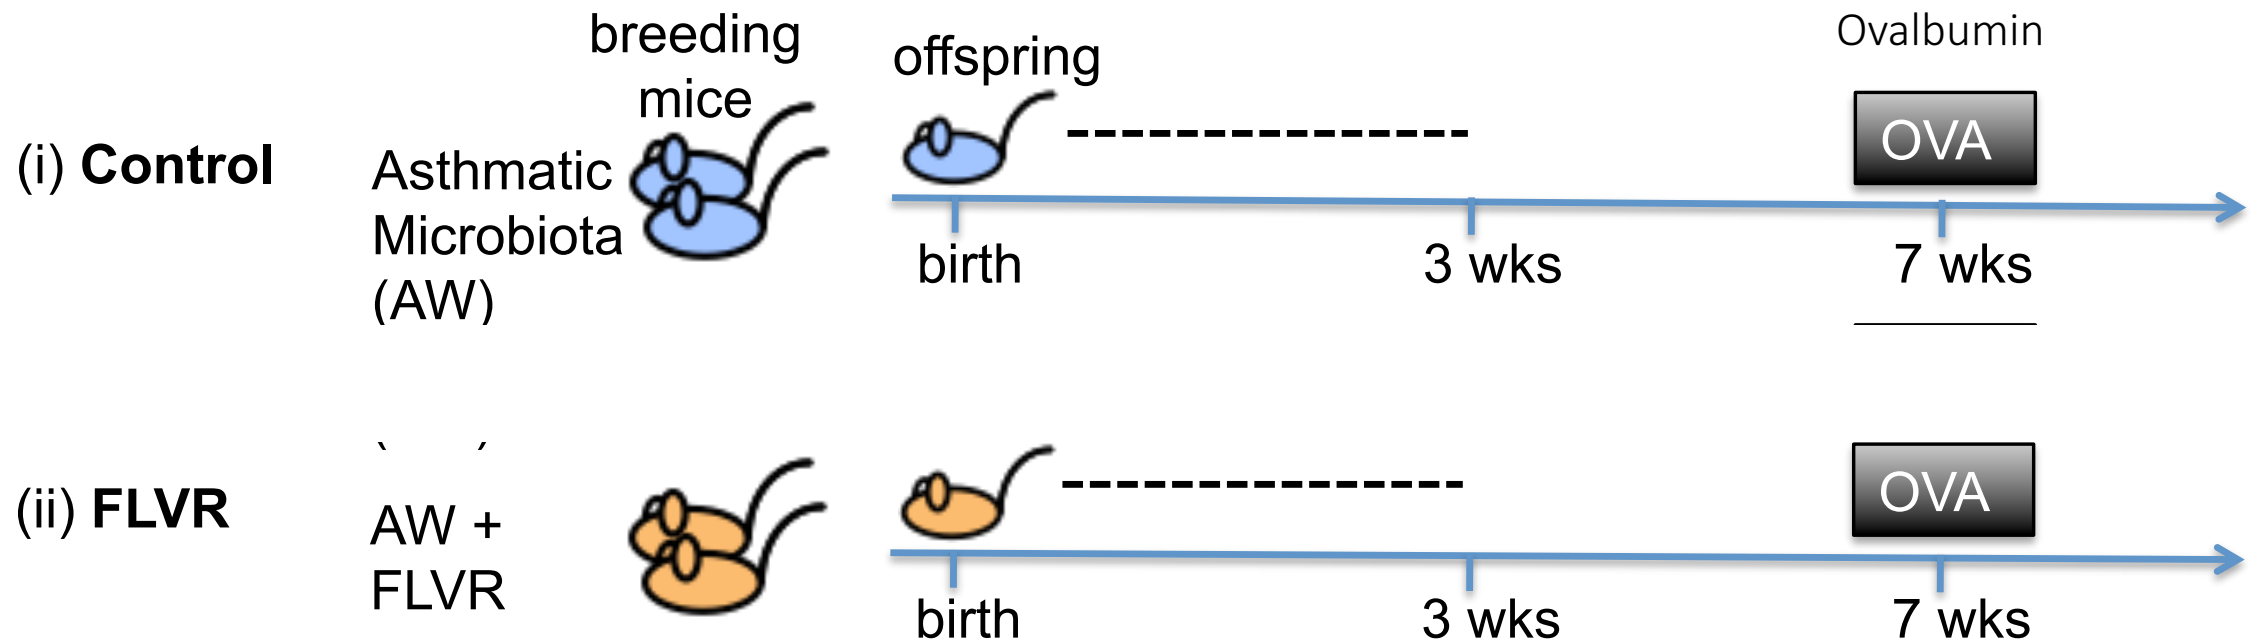 breeding
mice
offspring
Ovalbumin
(i) Control
Asthmatic
Microbiota
(AW)
OVA
birth
3 wks
7 wks
(ii) FLVR
AW +
FLVR
OVA
birth
3 wks
7 wks